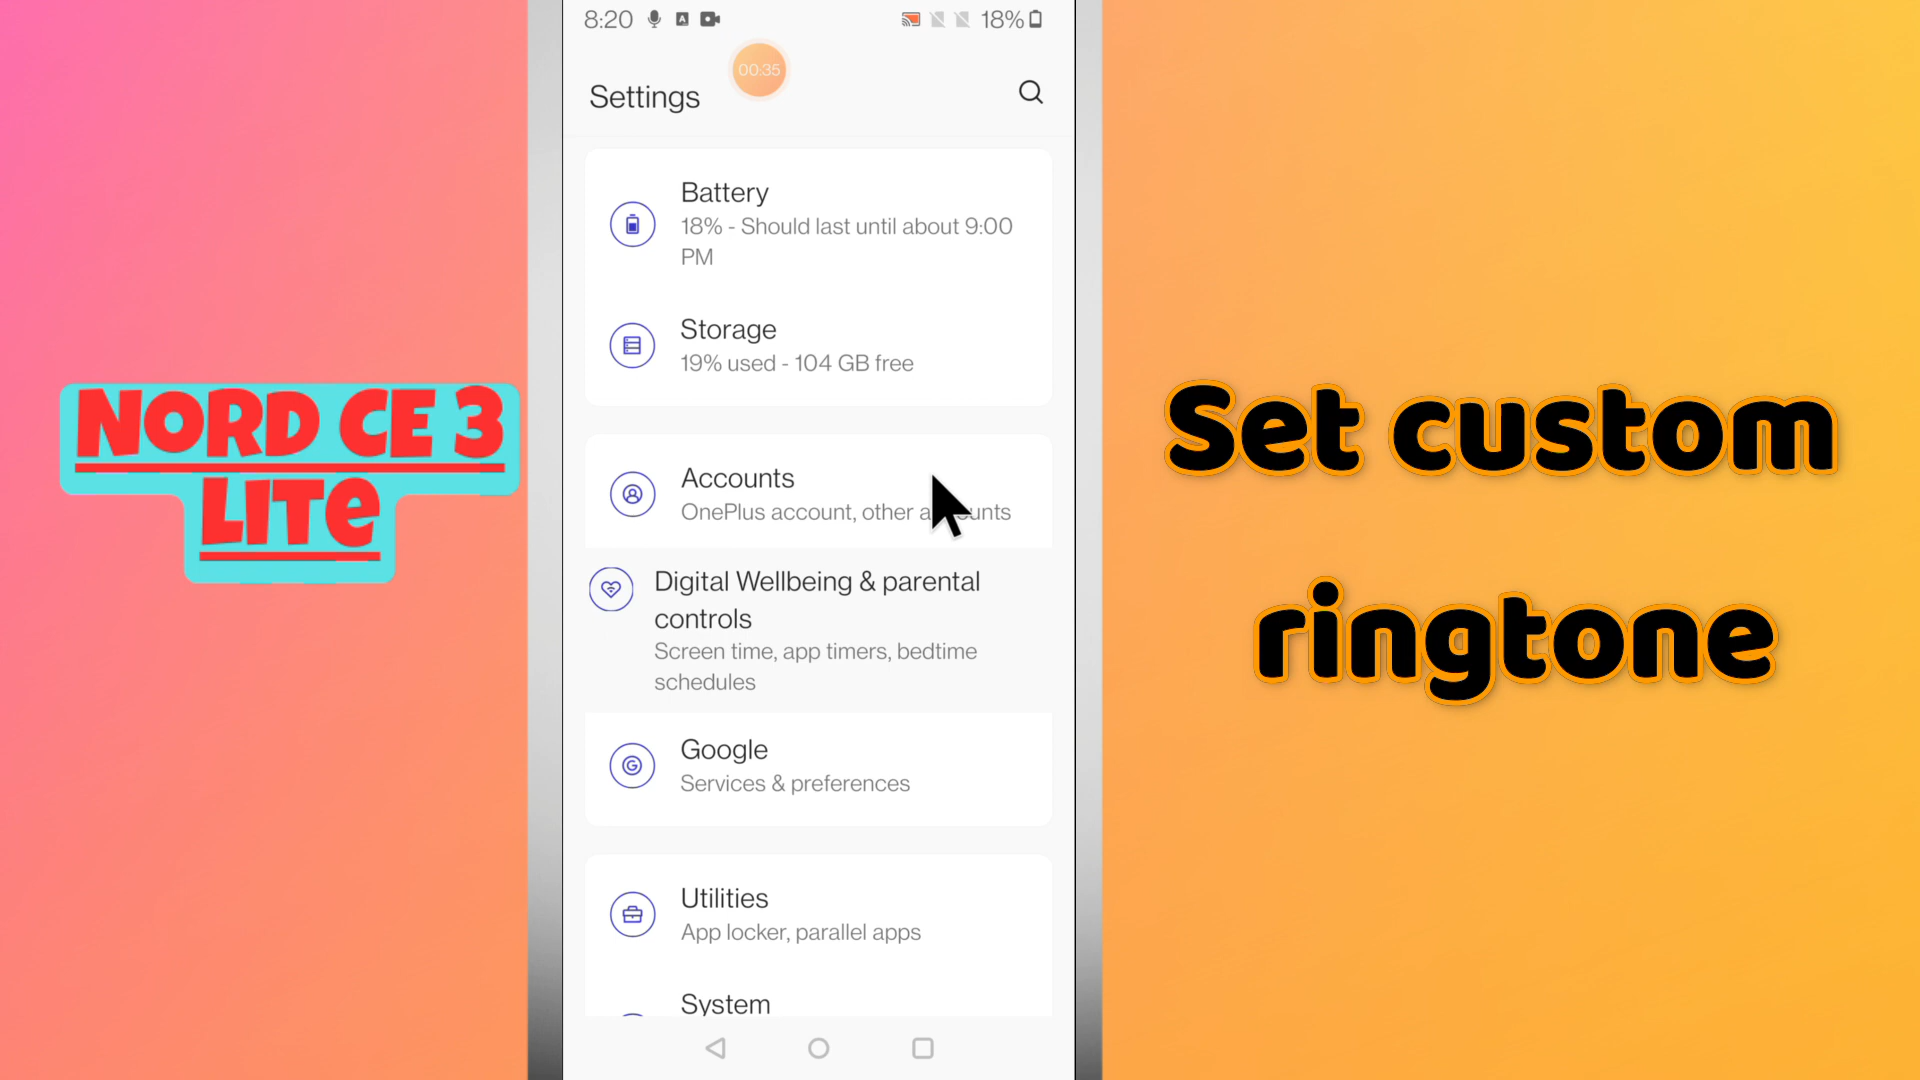 NORD CE 3
LITe
8:20
18%
00:35
Settings
Battery
18% - Should last until about 9:00
PM
Storage
19% used - 104 GB free
Accounts
OnePlus account, other accounts
Digital Wellbeing & parental
controls
Screen time, app timers, bedtime
schedules
Google
Services & preferences
Utilities
App locker, parallel apps
System
Set custom
ringtone